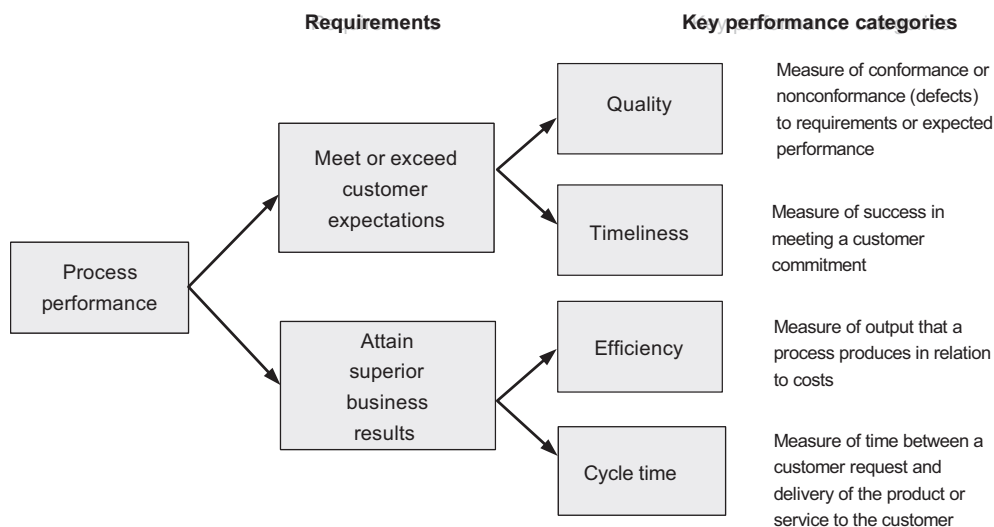 Requirements
Key performance categories
Process
performance
Meet or exceed
customer
expectations
Attain
superior
business
results
Quality
Measure of conformance or
nonconformance (defects)
to requirements or expected
performance
Timeliness
Measure of success in
meeting a customer
commitment
Efficiency
Measure of output that a
process produces in relation
to costs
Cycle time
Measure of time between a
customer request and
delivery of the product or
service to the customer